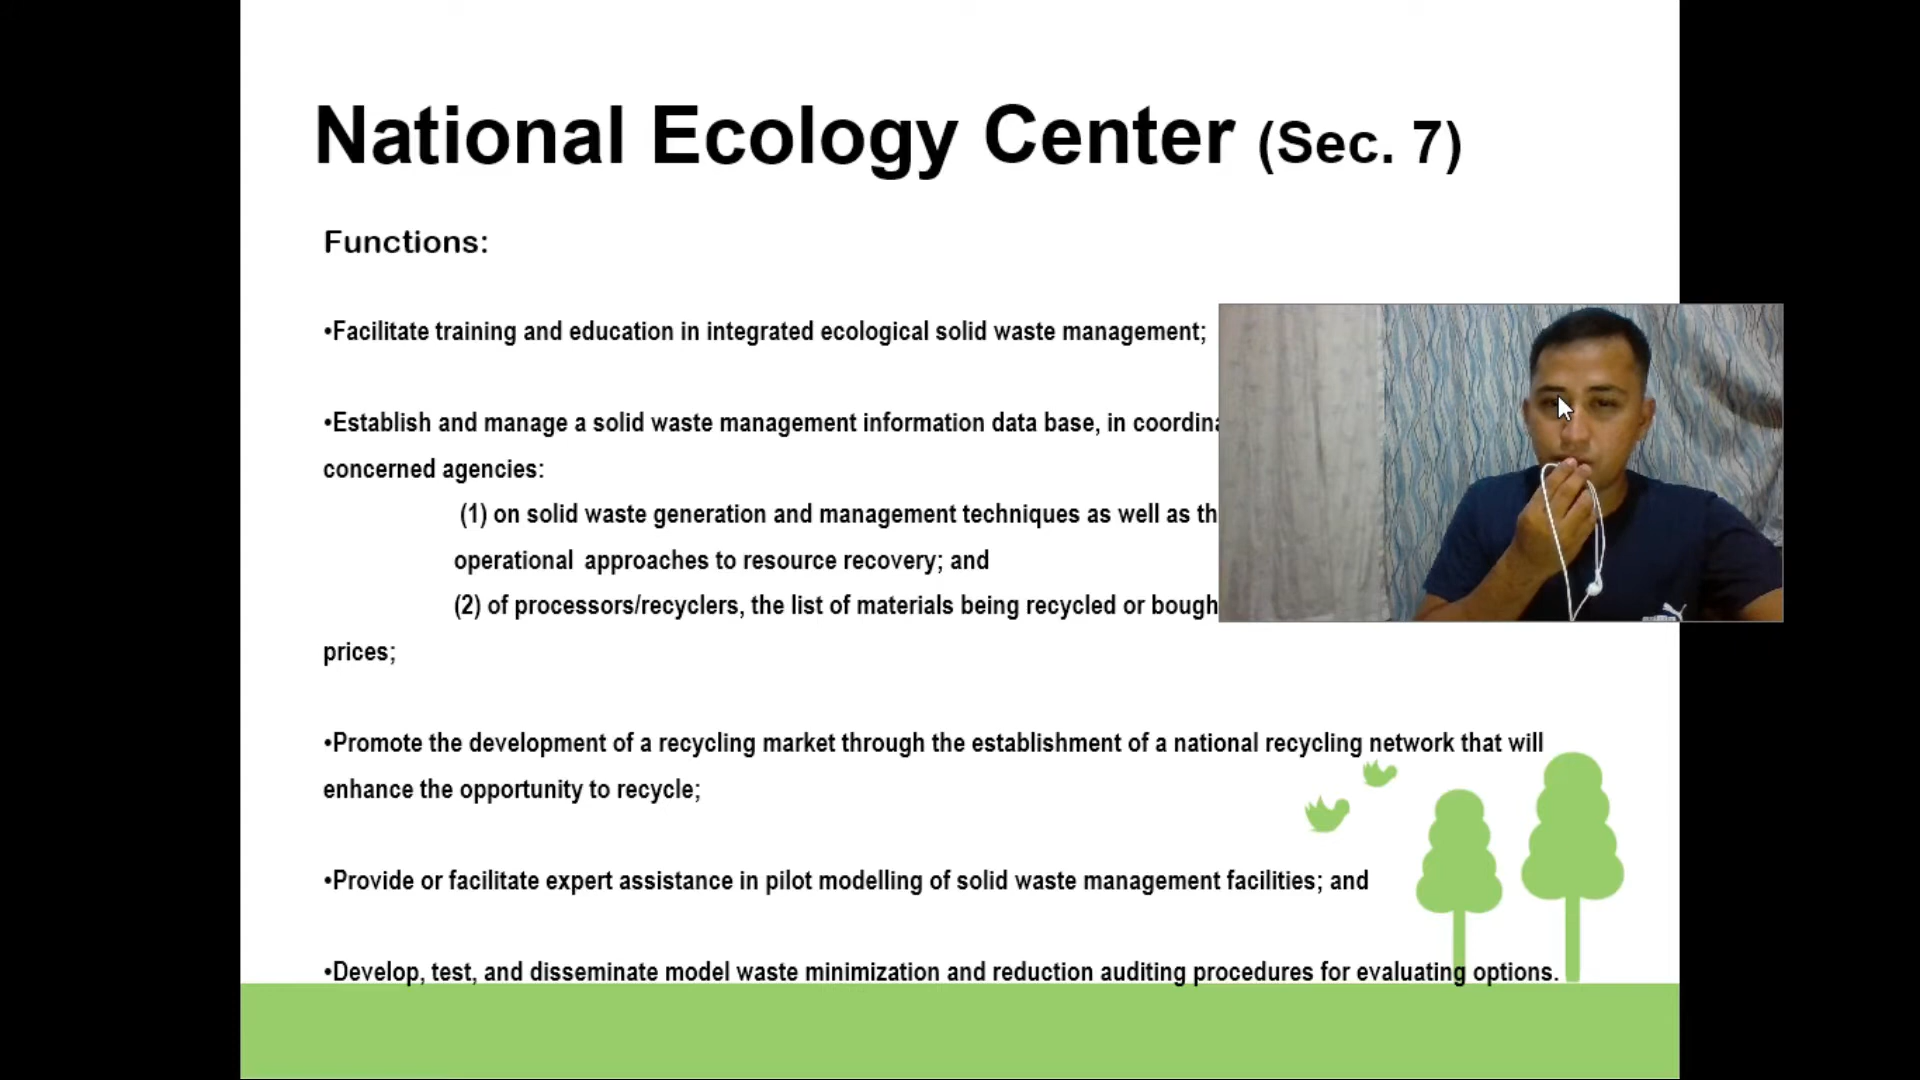 National Ecology Center (Sec. 7)
Functions:
•Facilitate training and education in integrated ecological solid waste management;
•Establish and manage a solid waste management information data base, in
concerned agencies:
(1) on solid waste generation and management techniques as well as
operational approaches to resource recovery; and
(2) of processors/recyclers, the list of materials being recycled or
prices;
•Promote the development of a recycling market through the establishment of a national recycling network that will
enhance the opportunity to recycle;
•Provide or facilitate expert assistance in pilot modelling of solid waste management facilities; and
•Develop, test, and disseminate model waste minimization and reduction auditing procedures for evaluating options.